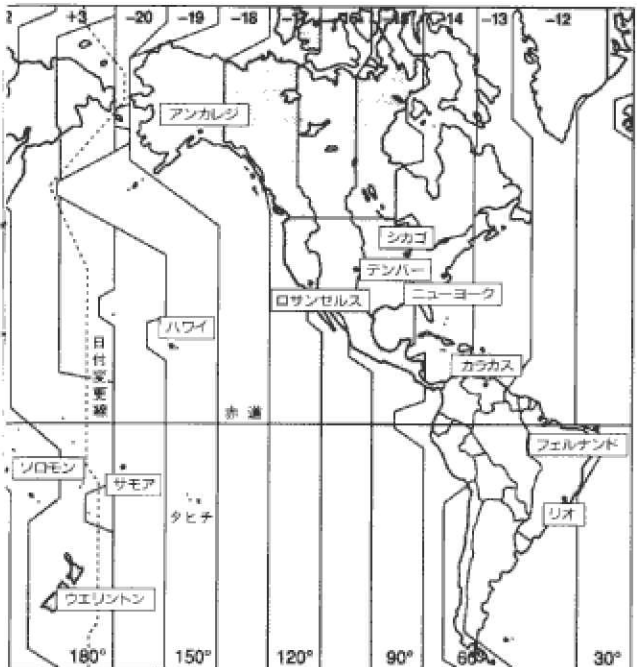 +3 -20 -19 -18 -17 -16 -15 -14 -13 -12
アンカレジ
シカゴ
デンバー
ロサンゼルス
ニューヨーク
ハワイ
日付変更線
カラカス
赤道
フェルナンド
ソロモン
サモア
タヒチ
リオ
ウエリントン
180° 150° 120° 90° 60° 30°